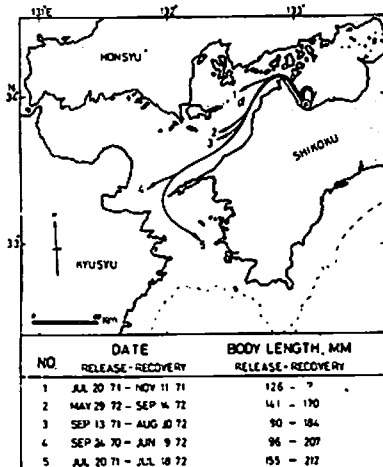 131°E 132° 133°
HONSYU
N
34°
SHIKOKU
33°
KYUSYU
0 Km
DATE BODY LENGTH, MM
NO. RELEASE-RECOVERY RELEASE-RECOVERY
1 JUL 20 71 - NOV 11 71 126 - ?
2 MAY 29 72 - SEP 14 72 141 - 170
3 SEP 13 71 - AUG 30 72 90 - 184
4 SEP 24 70 - JUN 9 72 96 - 207
5 JUL 20 71 - JUL 18 72 155 - 212